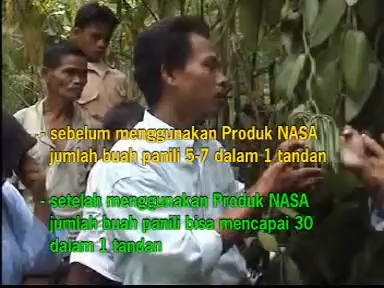 - sebelum menggunakan Produk NASA
jumlah buah panili 5-7 dalam 1 tandan
- setelah menggunakan Produk NASA
jumlah buah panili bisa mencapai 30
dalam 1 tandan